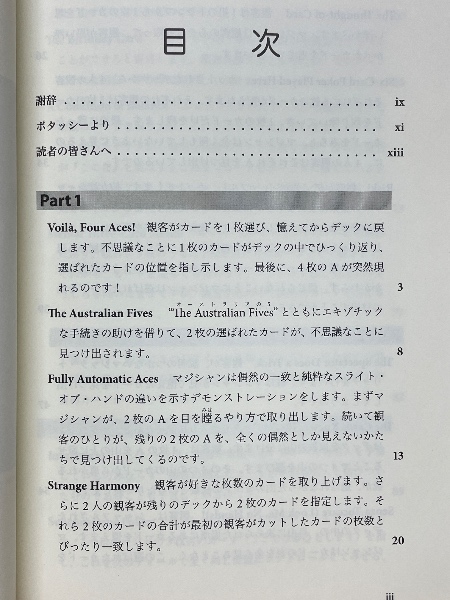 目 次
謝辞 . . . . . . . . . . . . . . . . . . . . . . . . . . . . . . . . . . . . . . . ix
ポタッシーより . . . . . . . . . . . . . . . . . . . . . . . . . . . . . . . . . xi
読者の皆さんへ . . . . . . . . . . . . . . . . . . . . . . . . . . . . . . . . . xiii
Part 1
Voilà, Four Aces! 観客がカードを1枚選び、憶えてからデックに戻
します。不思議なことに1枚のカードがデックの中でひっくり返り、
選ばれたカードの位置を指し示します。最後に、4枚のAが突然現
れるのです! 3
オーストラリアの5
The Australian Fives “The Australian Fives”とともにエキゾチック
な手続きの助けを借りて、2枚の選ばれたカードが、不思議なことに
見つけ出されます。 8
Fully Automatic Aces マジシャンは偶然の一致と純粋なスライト・
オブ・ハンドの違いを示すデモンストレーションをします。まずマ
みは
ジシャンが、2枚のAを目を瞠るやり方で取り出します。続いて観
客のひとりが、残りの2枚のAを、全くの偶然としか見えないかた
ちで見つけ出してくるのです。 13
Strange Harmony 観客が好きな枚数のカードを取り上げます。さ
らに2人の観客が残りのデックから2枚のカードを指定します。そ
れら2枚のカードの合計が最初の観客がカットしたカードの枚数と
ぴったり一致します。 20
iii